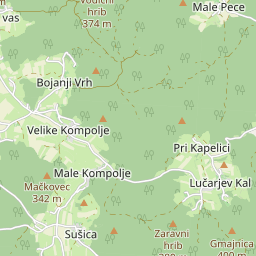 vas
Vodični
hrib
374 m
Male Pece
Bojanji Vrh
Velike Kompolje
Pri Kapelici
Male Kompolje
Mačkovec
342 m
Lučarjev Kal
Sušica
Zaravni
hrib
Gmajnica
400 m